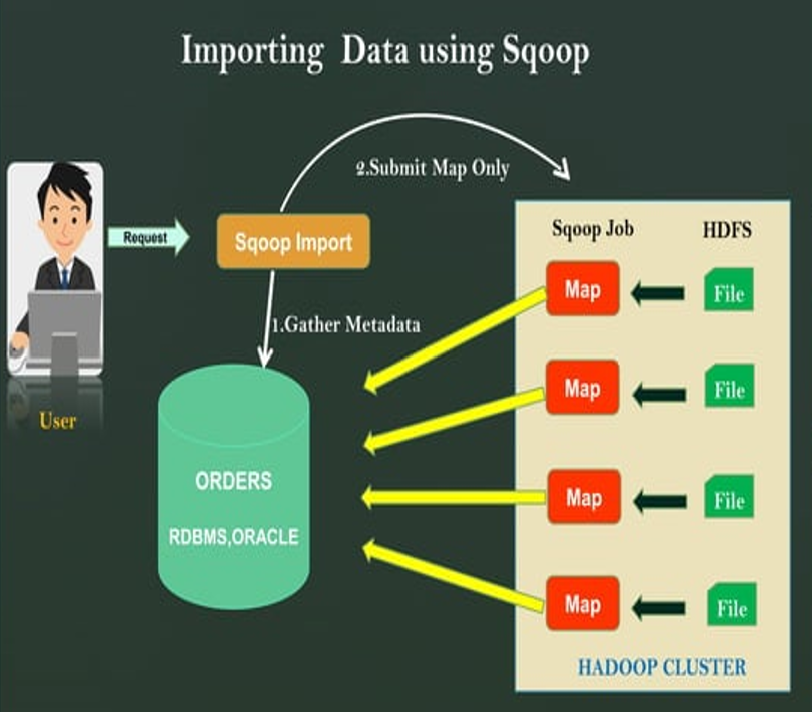 Importing Data using Sqoop
2.Submit Map Only
Request
Sqoop Import
1.Gather Metadata
User
ORDERS
RDBMS,ORACLE
Sqoop Job
HDFS
Map
File
Map
File
Map
File
Map
File
HADOOP CLUSTER